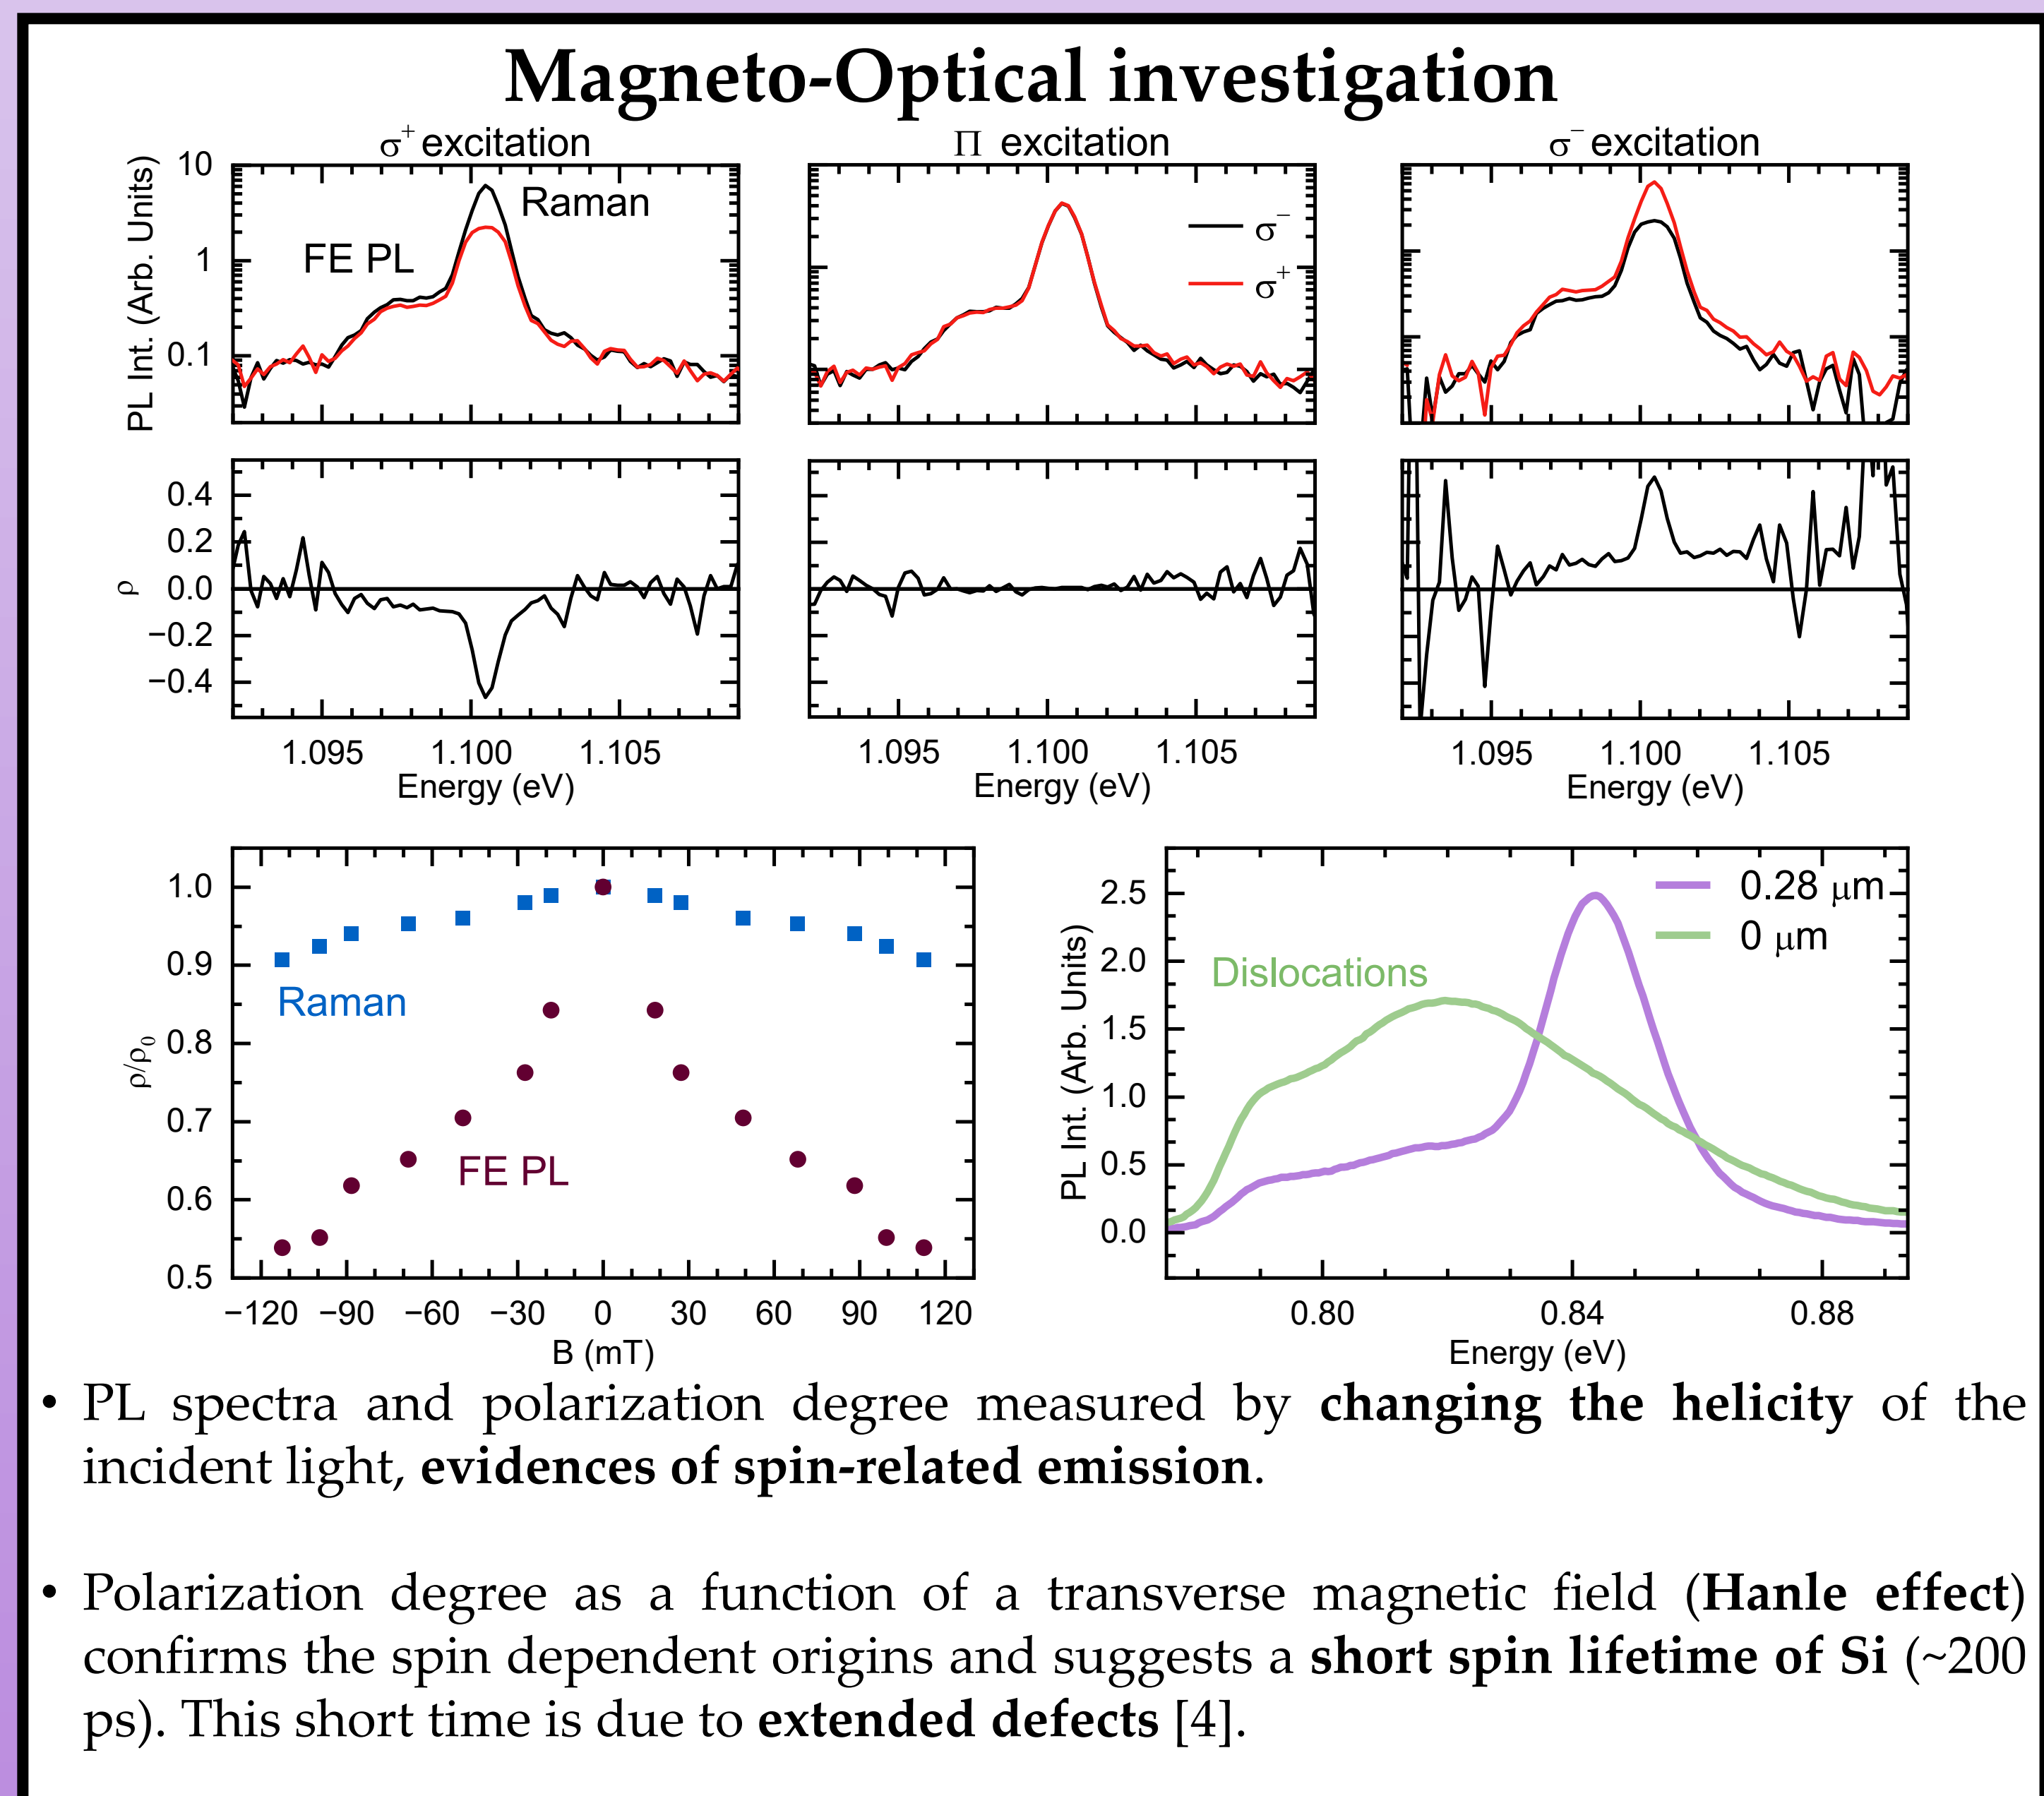 Magneto-Optical investigation
σ⁺ excitation
Π excitation
σ⁻ excitation
PL Int. (Arb. Units)
10
1
0.1
Raman
FE PL
σ⁻
σ⁺
ρ
0.4
0.2
0.0
−0.2
−0.4
1.095 1.100 1.105
Energy (eV)
1.095 1.100 1.105
Energy (eV)
1.095 1.100 1.105
Energy (eV)
ρ/ρ₀
1.0
0.9
0.8
0.7
0.6
0.5
Raman
FE PL
−120 −90 −60 −30 0 30 60 90 120
B (mT)
PL Int. (Arb. Units)
2.5
2.0
1.5
1.0
0.5
0.0
0.28 μm
0 μm
Dislocations
0.80 0.84 0.88
Energy (eV)
• PL spectra and polarization degree measured by changing the helicity of the
incident light, evidences of spin-related emission.
• Polarization degree as a function of a transverse magnetic field (Hanle effect)
confirms the spin dependent origins and suggests a short spin lifetime of Si (~200
ps). This short time is due to extended defects [4].